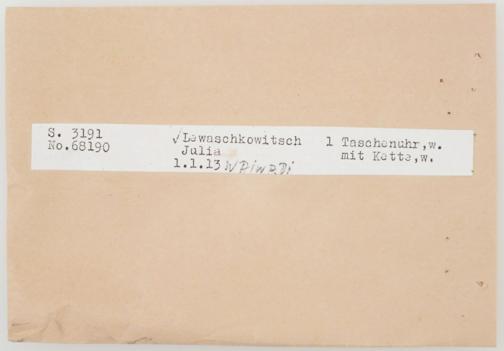 S. 3191
No.68190
√Lewaschkowitsch
Julia
1.1.13
1 Taschenuhr,w.
mit Kette,w.